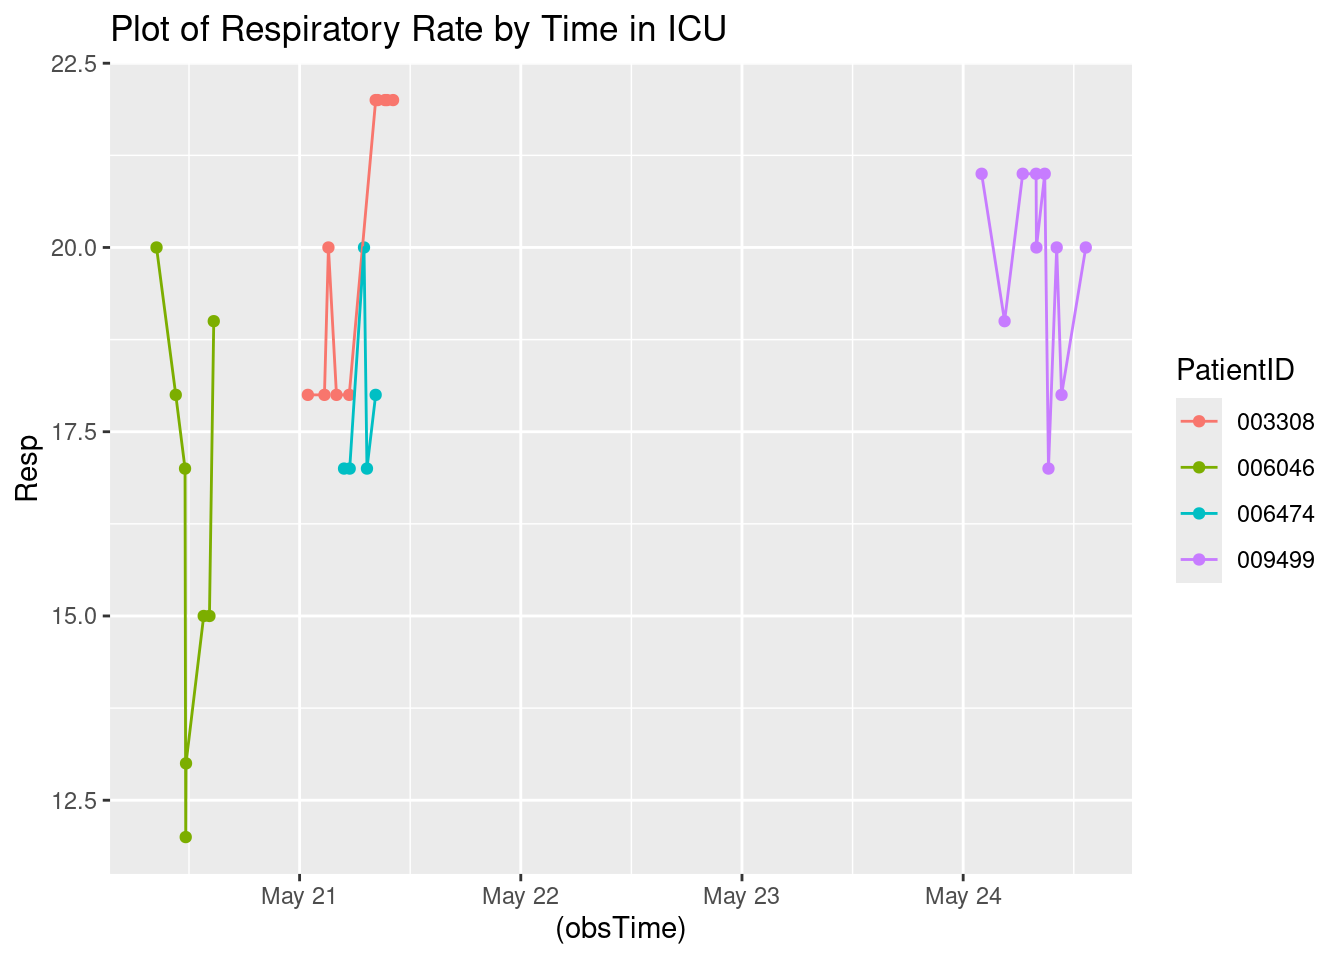 Plot of Respiratory Rate by Time in ICU
22.5
20.0
17.5
15.0
12.5
Resp
May 21 May 22 May 23 May 24
(obsTime)
PatientID
003308
006046
006474
009499